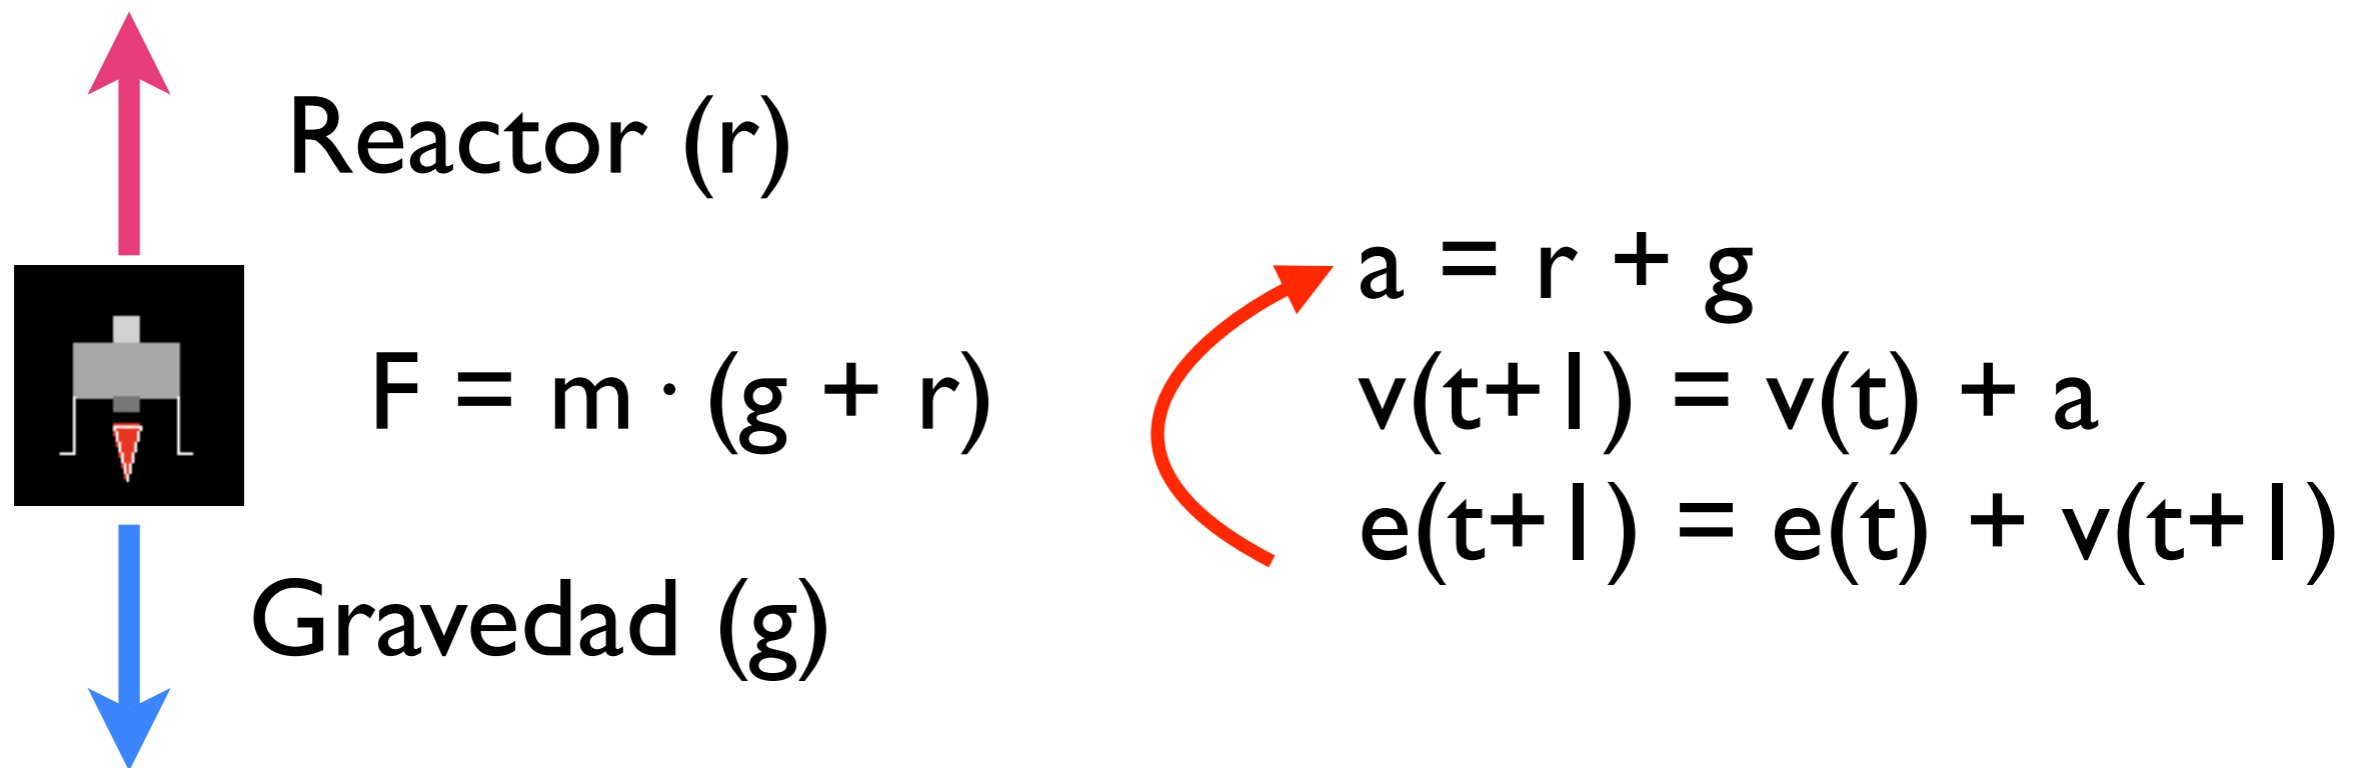 Reactor (r)
F = m · (g + r)
Gravedad (g)
a = r + g
v(t+1) = v(t) + a
e(t+1) = e(t) + v(t+1)